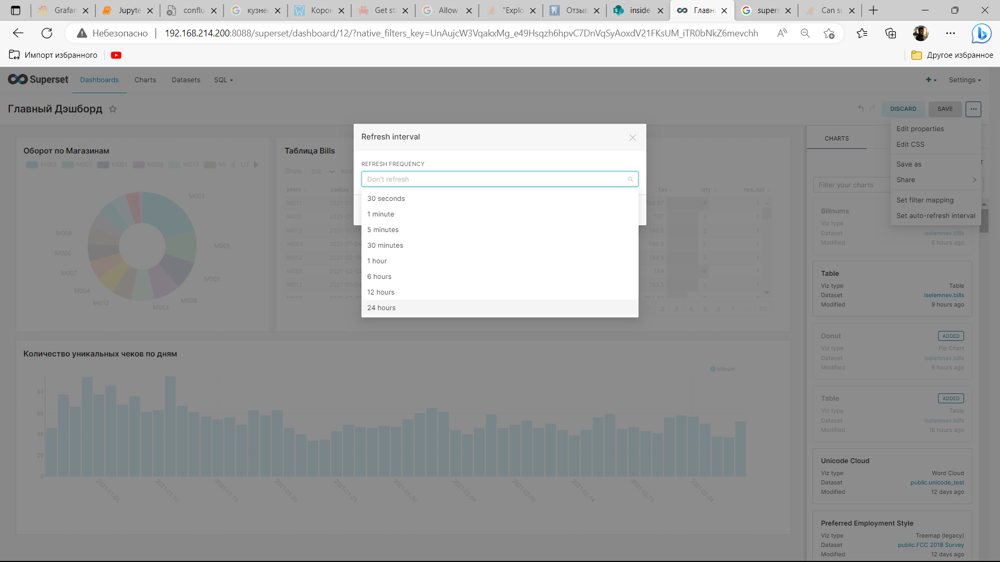 Grafan
Jupyte
conflu
кузнец
Корон
Get sta
Allow
"Explo
Отзыв
inside
Главн
supers
Can su
Небезопасно
192.168.214.200:8088/superset/dashboard/12/?native_filters_key=UnAujcW3VqakxMg_e49Hsqzh6hpvC7DnVqSyAoxdV21FKsUM_iTR0bNkZ6mevchh
Импорт избранного
Другое избранное
Superset
Dashboards
Charts
Datasets
SQL
Settings
Главный Дэшборд
DISCARD
SAVE
Edit properties
Edit CSS
Save as
Share
Set filter mapping
Set auto-refresh interval
Refresh interval
REFRESH FREQUENCY
Don't refresh
30 seconds
1 minute
5 minutes
30 minutes
1 hour
6 hours
12 hours
24 hours
Оборот по Магазинам
M003 M005 M001 M008 M013 1/3
M003
M009
M005
M006
M007
M001
M004
M008
M012
M013
Таблица Bills
Show 200 entr
plant calday tax qty rpa_sat
M011 2021-01- 4 1
M010 2021-01- 197 3 1
M013 2021-01-17 196.5 3 1
M003 2021-01-24 196.5 3 1
M012 2021-02-18 194.5 3 1
M005 2021-02-02 194 4 1
M013 2021-01-04 193.5 3 1
1 2 3 4 5 6 7 ... 50
Количество уникальных чеков по дням
billnum
80
60
40
20
0
2021-01-05
2021-01-10
2021-01-15
2021-01-20
2021-01-25
2021-01-30
2021-02-04
2021-02-09
2021-02-14
2021-02-19
2021-02-24
CHARTS
Filter your charts
Billnums
Viz type
Dataset iselemnev.bills
Modified 6 hours ago
Table
Viz type Table
Dataset iselemnev.bills
Modified 9 hours ago
Donut ADDED
Viz type Pie Chart
Dataset iselemnev.bills
Modified 9 hours ago
Table ADDED
Viz type Table
Dataset iselemnev.bills
Modified 18 hours ago
Unicode Cloud
Viz type Word Cloud
Dataset public.unicode_test
Modified 12 days ago
Preferred Employment Style
Viz type Treemap (legacy)
Dataset public.FCC 2018 Survey
Modified 12 days ago